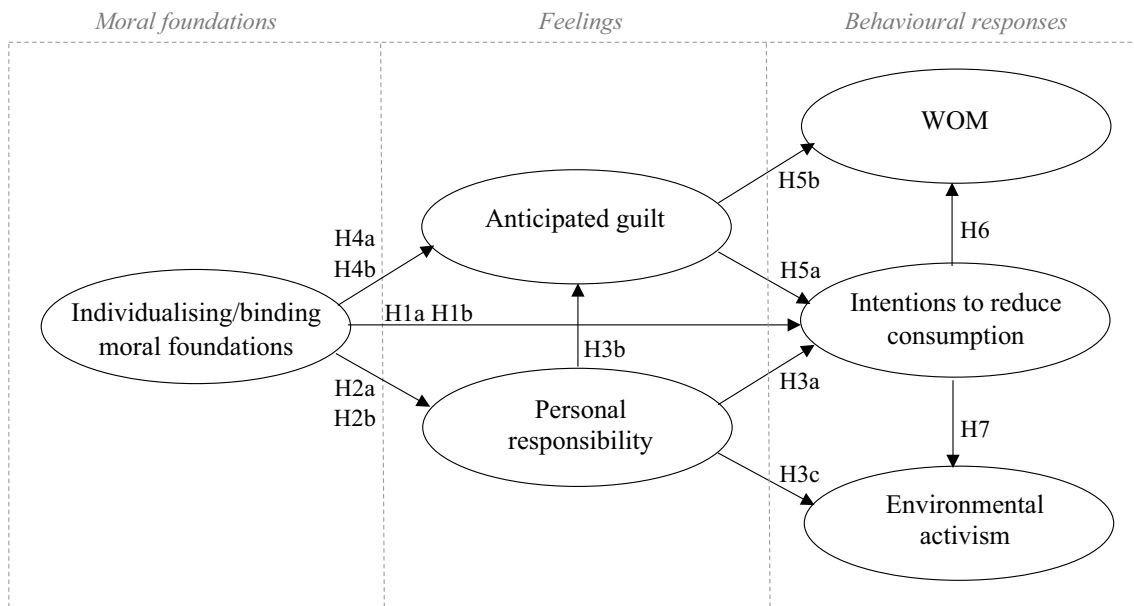 Moral foundations
Feelings
Behavioural responses
WOM
H5b
Anticipated guilt
H4a
H4b
H6
H5a
Individualising/binding
moral foundations
H1a H1b
Intentions to reduce
consumption
H3b
H2a
H2b
H3a
Personal
responsibility
H7
H3c
Environmental
activism